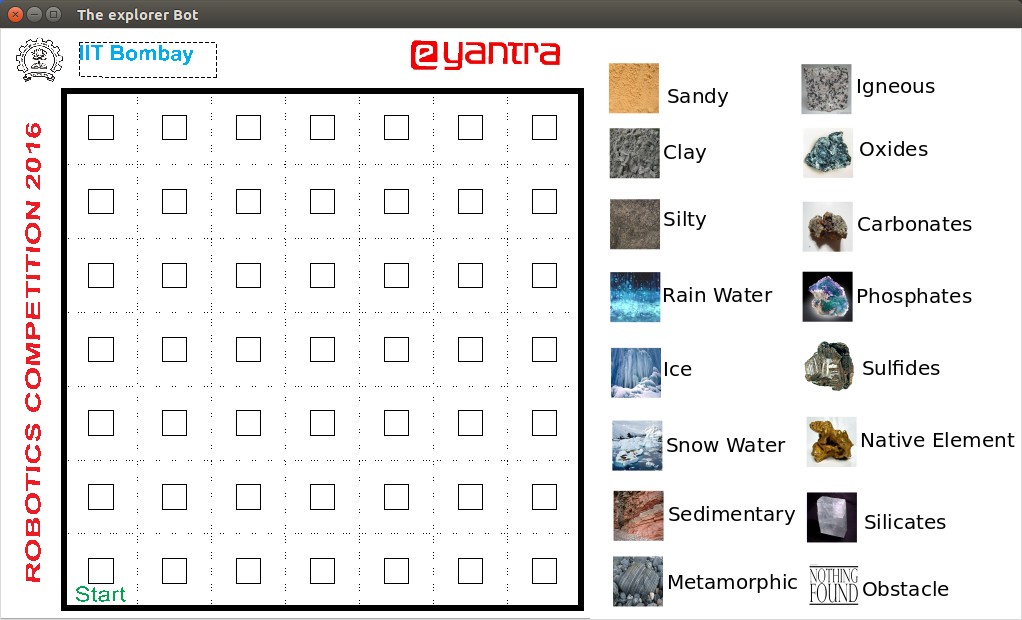 The explorer Bot
IIT Bombay
e yantra
ROBOTICS COMPETITION 2016
Start
Sandy
Clay
Silty
Rain Water
Ice
Snow Water
Sedimentary
Metamorphic
Igneous
Oxides
Carbonates
Phosphates
Sulfides
Native Element
Silicates
NOTHING
FOUND
Obstacle